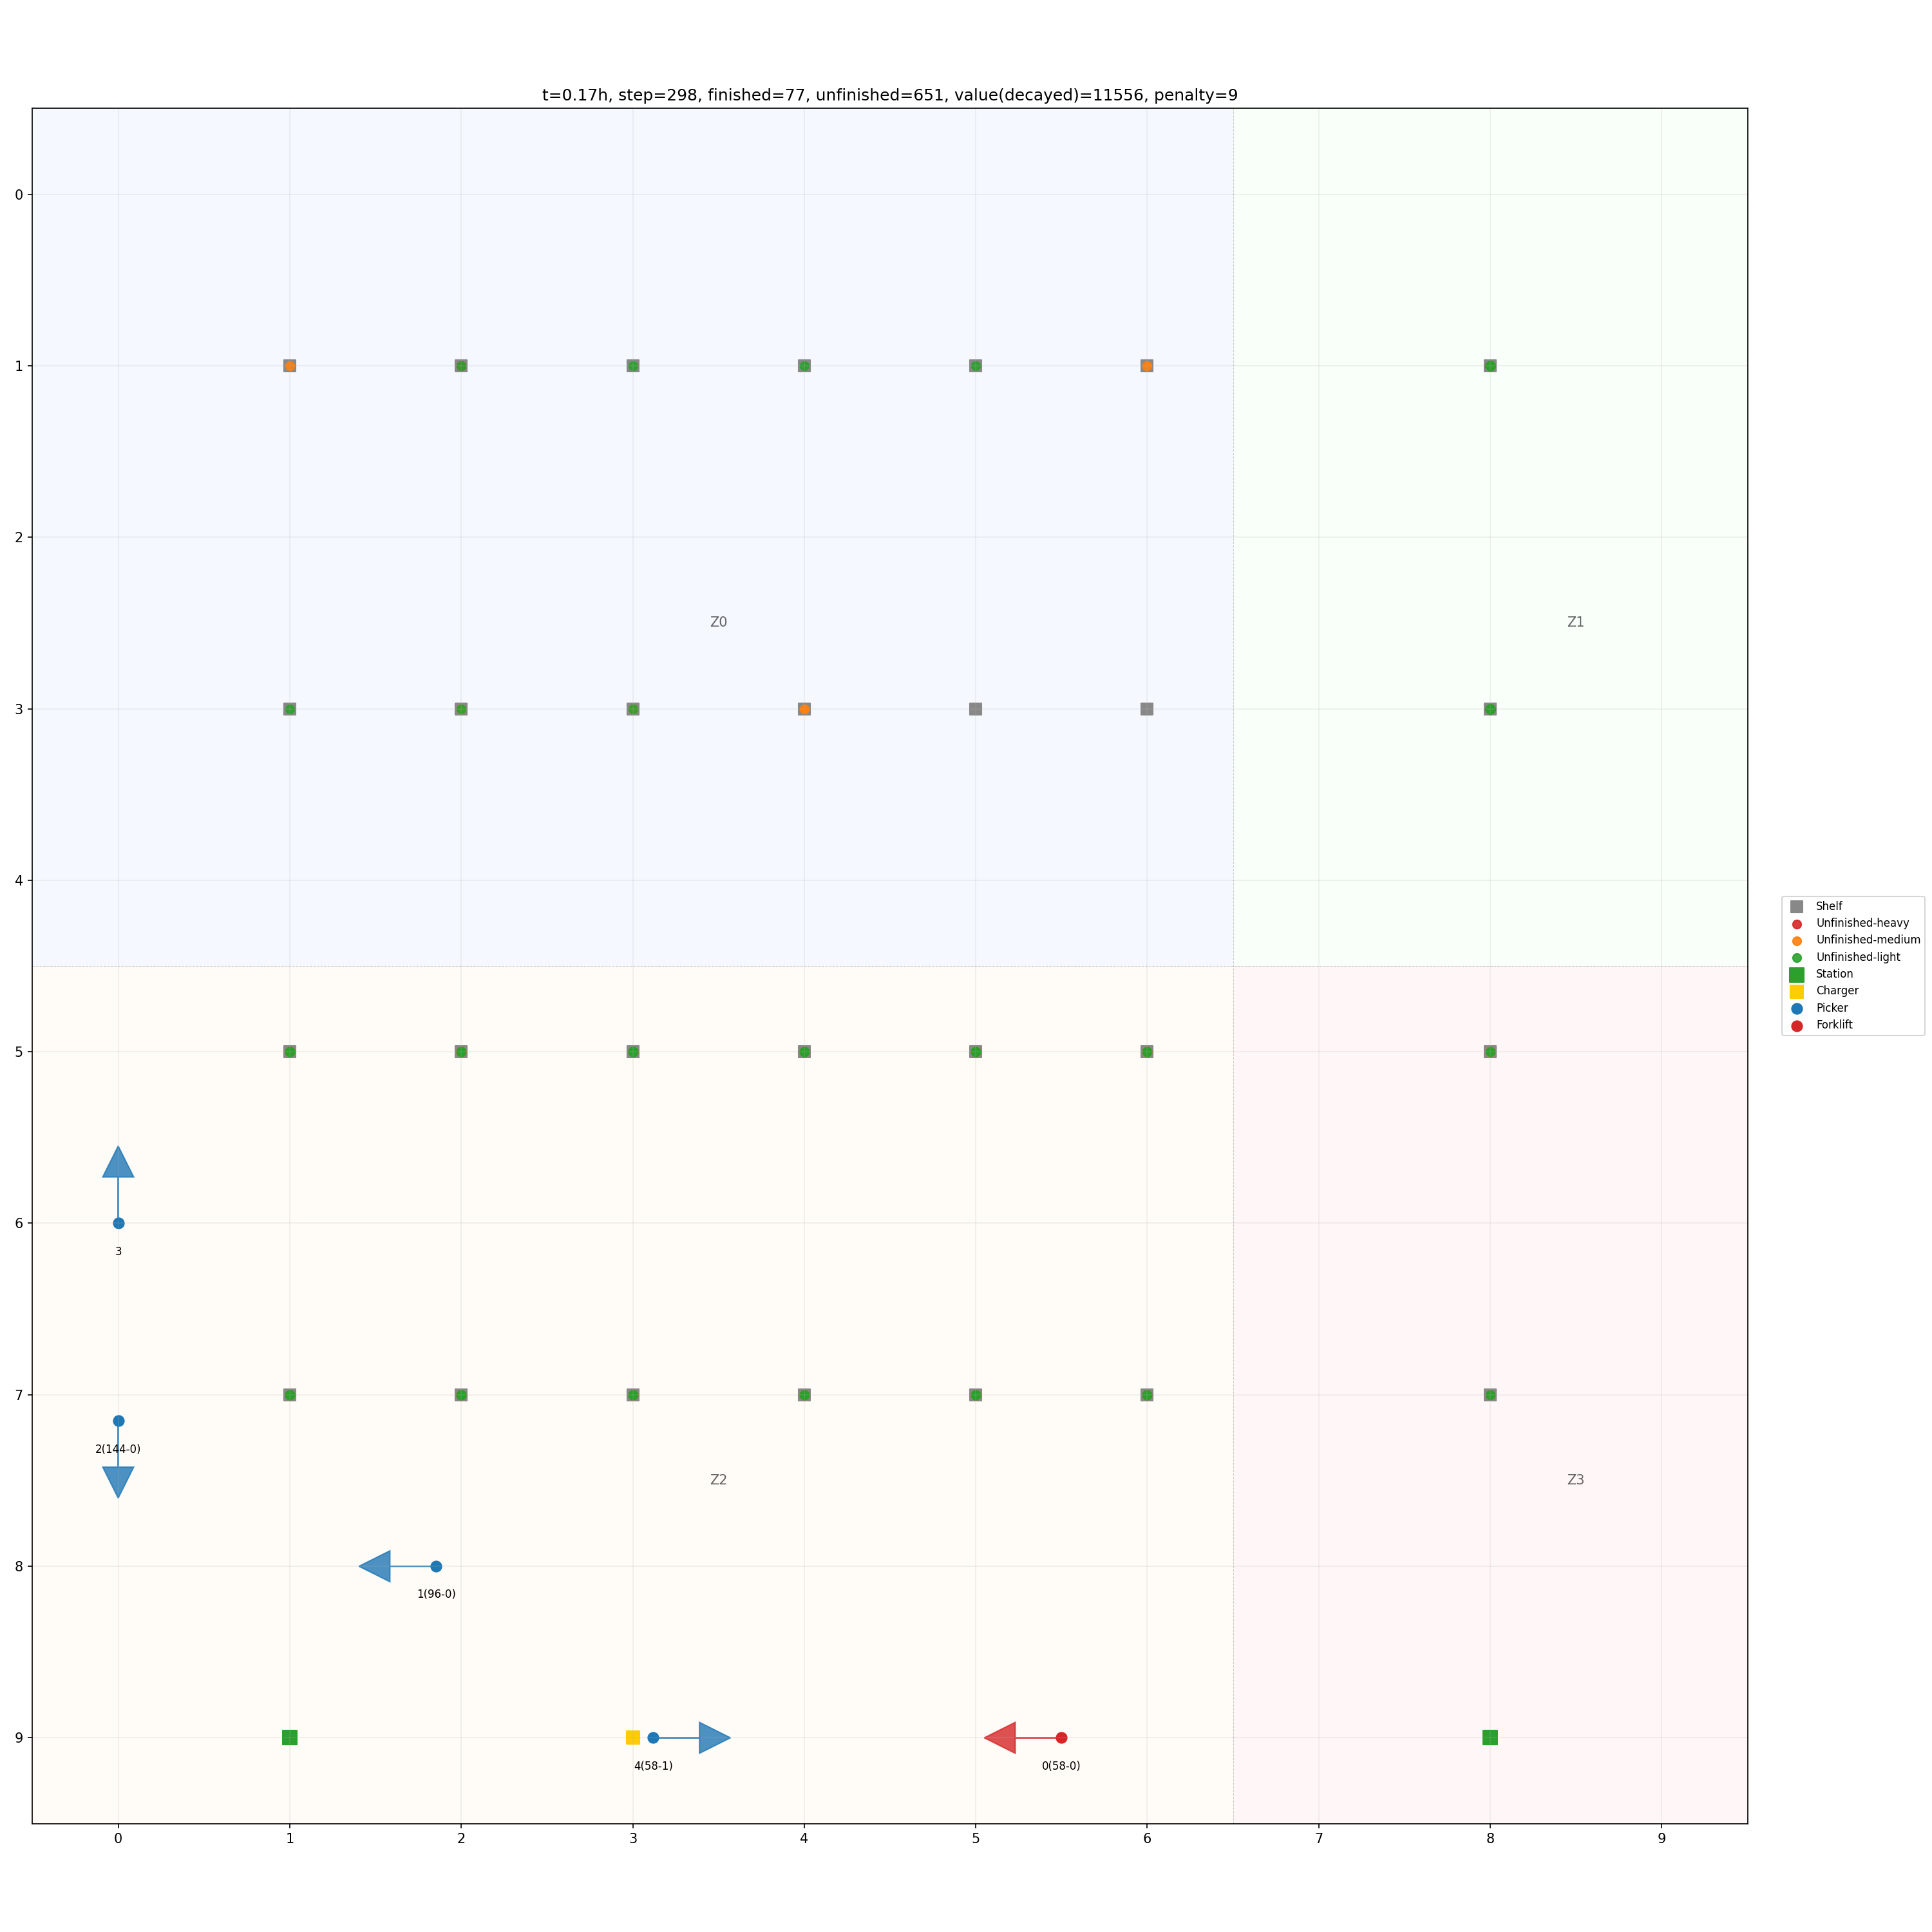 t=0.17h, step=298, finished=77, unfinished=651, value(decayed)=11556, penalty=9
0
1
2
Z0
Z1
3
4
Shelf
Unfinished-heavy
Unfinished-medium
Unfinished-light
Station
Charger
Picker
Forklift
5
6
3
7
2(144-0)
Z2
Z3
8
1(96-0)
9
4(58-1)
0(58-0)
0 1 2 3 4 5 6 7 8 9